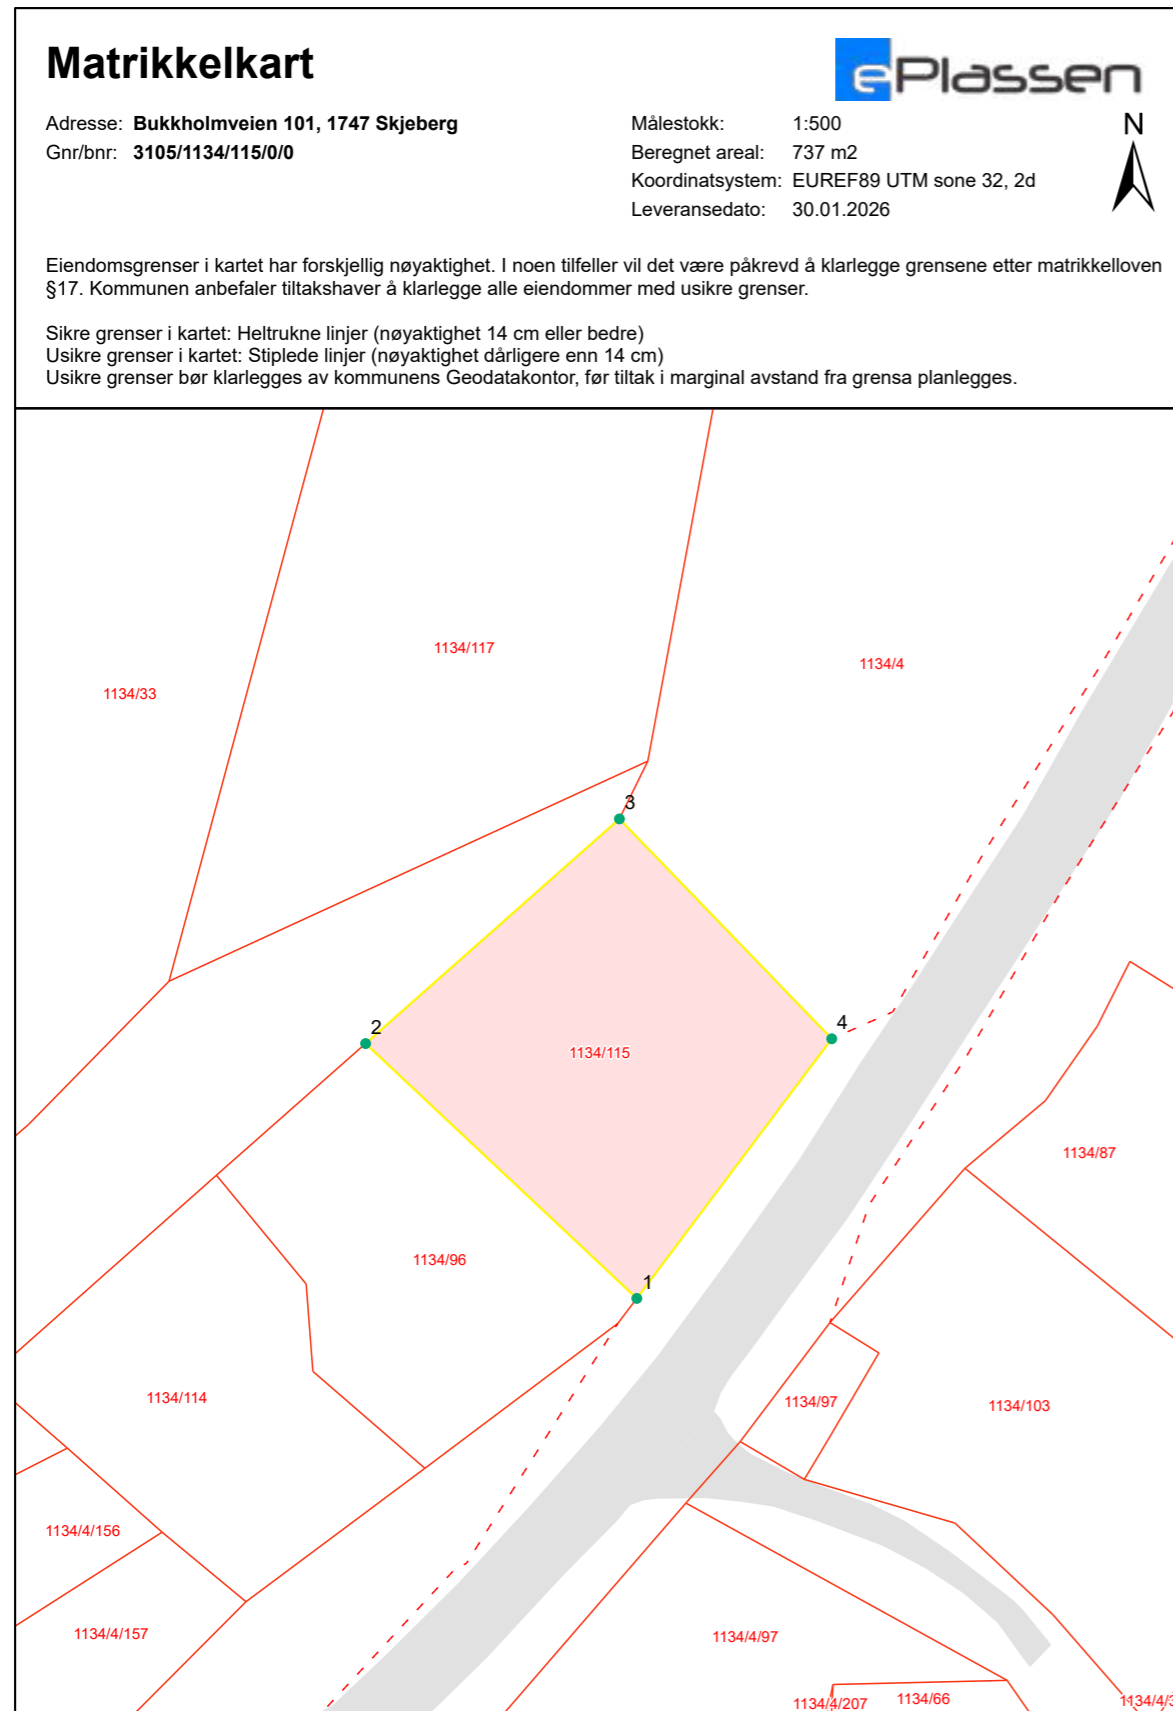 Matrikkelkart
ePlassen
Adresse: Bukkholmveien 101, 1747 Skjeberg
Gnr/bnr: 3105/1134/115/0/0
Målestokk: 1:500
Beregnet areal: 737 m2
Koordinatsystem: EUREF89 UTM sone 32, 2d
Leveransedato: 30.01.2026
N
Eiendomsgrenser i kartet har forskjellig nøyaktighet. I noen tilfeller vil det være påkrevd å klarlegge grensene etter matrikkelloven
§17. Kommunen anbefaler tiltakshaver å klarlegge alle eiendommer med usikre grenser.
Sikre grenser i kartet: Heltrukne linjer (nøyaktighet 14 cm eller bedre)
Usikre grenser i kartet: Stiplede linjer (nøyaktighet dårligere enn 14 cm)
Usikre grenser bør klarlegges av kommunens Geodatakontor, før tiltak i marginal avstand fra grensa planlegges.
1134/117
1134/4
1134/33
3
4
2
1134/115
1134/87
1134/96
1
1134/114
1134/97
1134/103
1134/4/156
1134/4/157
1134/4/97
1134/66
1134/4/207